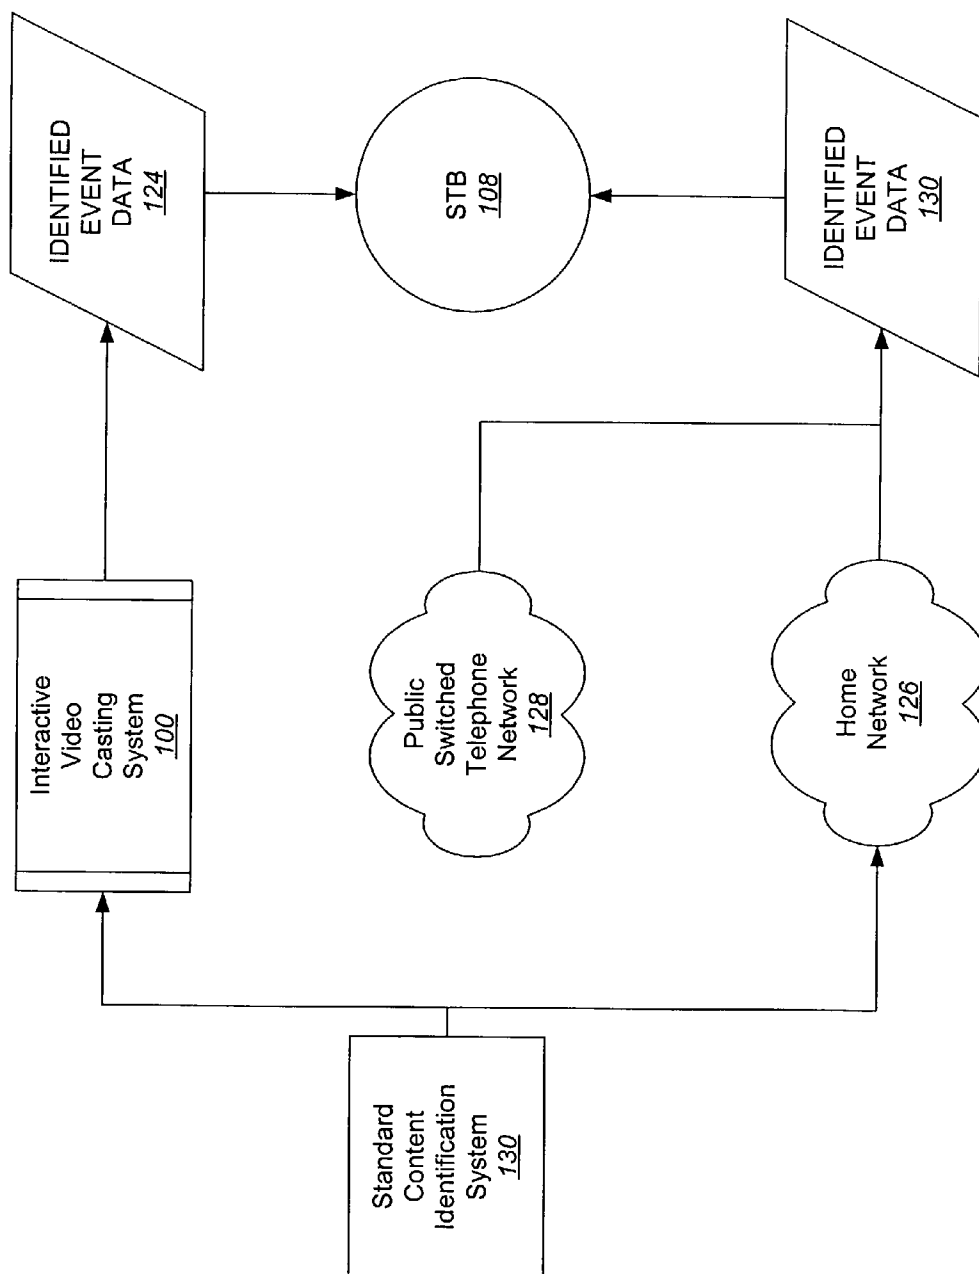 Standard
Content
Identification
System
130
Interactive
Video
Casting
System
100
Public
Switched
Telephone
Network
128
Home
Network
126
IDENTIFIED
EVENT
DATA
124
STB
108
IDENTIFIED
EVENT
DATA
130